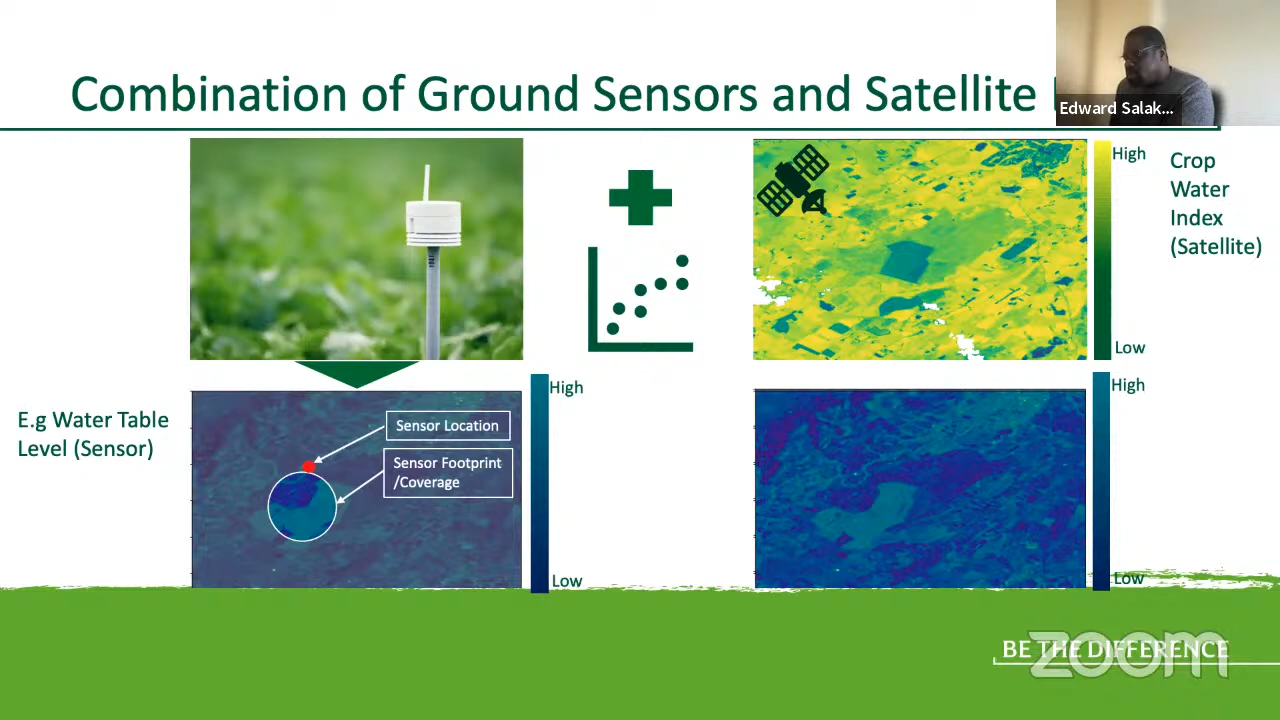 Combination of Ground Sensors and Satellite
Edward Salak...
High
Crop
Water
Index
(Satellite)
Low
E.g Water Table
Level (Sensor)
Sensor Location
Sensor Footprint
/Coverage
High
Low
High
Low
BE THE DIFFERENCE
zoom